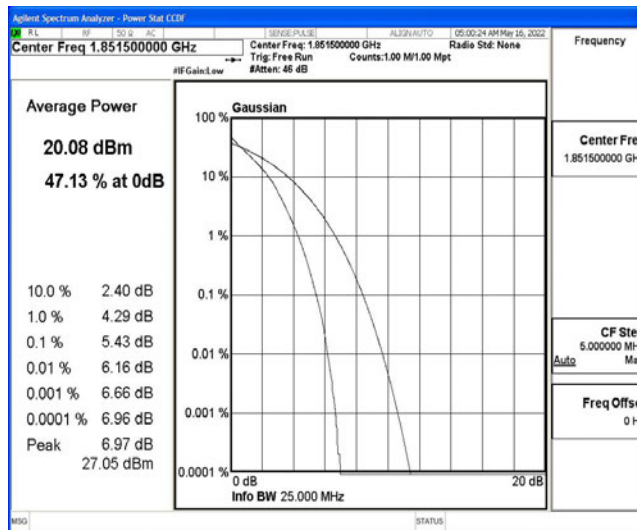 Agilent Spectrum Analyzer - Power Stat CCDF
RL RF 50 Ω AC SENSE:PULSE ALIGN AUTO 05:00:24 AM May 16, 2022
Center Freq 1.851500000 GHz Center Freq: 1.851500000 GHz Radio Std: None Frequency
Trig: Free Run Counts:1.00 M/1.00 Mpt
#IFGain:Low #Atten: 46 dB
Average Power
20.08 dBm
47.13 % at 0dB
10.0 % 2.40 dB
1.0 % 4.29 dB
0.1 % 5.43 dB
0.01 % 6.16 dB
0.001 % 6.66 dB
0.0001 % 6.96 dB
Peak 6.97 dB
27.05 dBm
Gaussian
100 %
10 %
1 %
0.1 %
0.01 %
0.001 %
0.0001 %
0 dB 20 dB
Info BW 25.000 MHz
Center Fre
1.851500000 GH
CF Ste
5.000000 MH
Auto Ma
Freq Offse
0 H
MSG STATUS